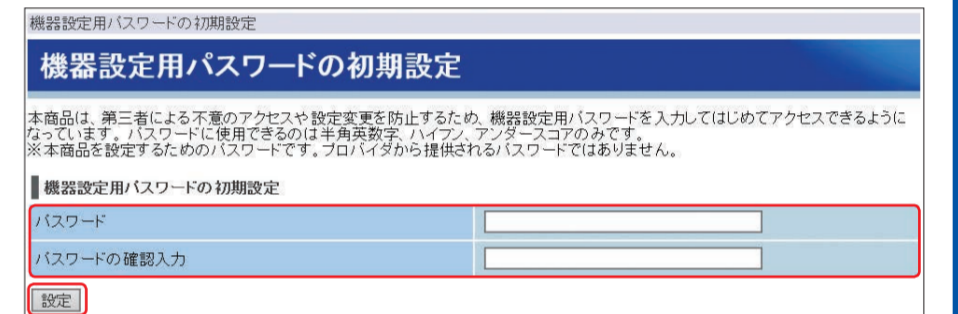 機器設定用パスワードの初期設定
機器設定用パスワードの初期設定
本商品は、第三者による不意のアクセスや設定変更を防止するため、機器設定用パスワードを入力してはじめてアクセスできるように
なっています。パスワードに使用できるのは半角英数字、ハイフン、アンダースコアのみです。
※本商品を設定するためのパスワードです。プロバイダから提供されるパスワードではありません。
機器設定用パスワードの初期設定
パスワード
パスワードの確認入力
設定